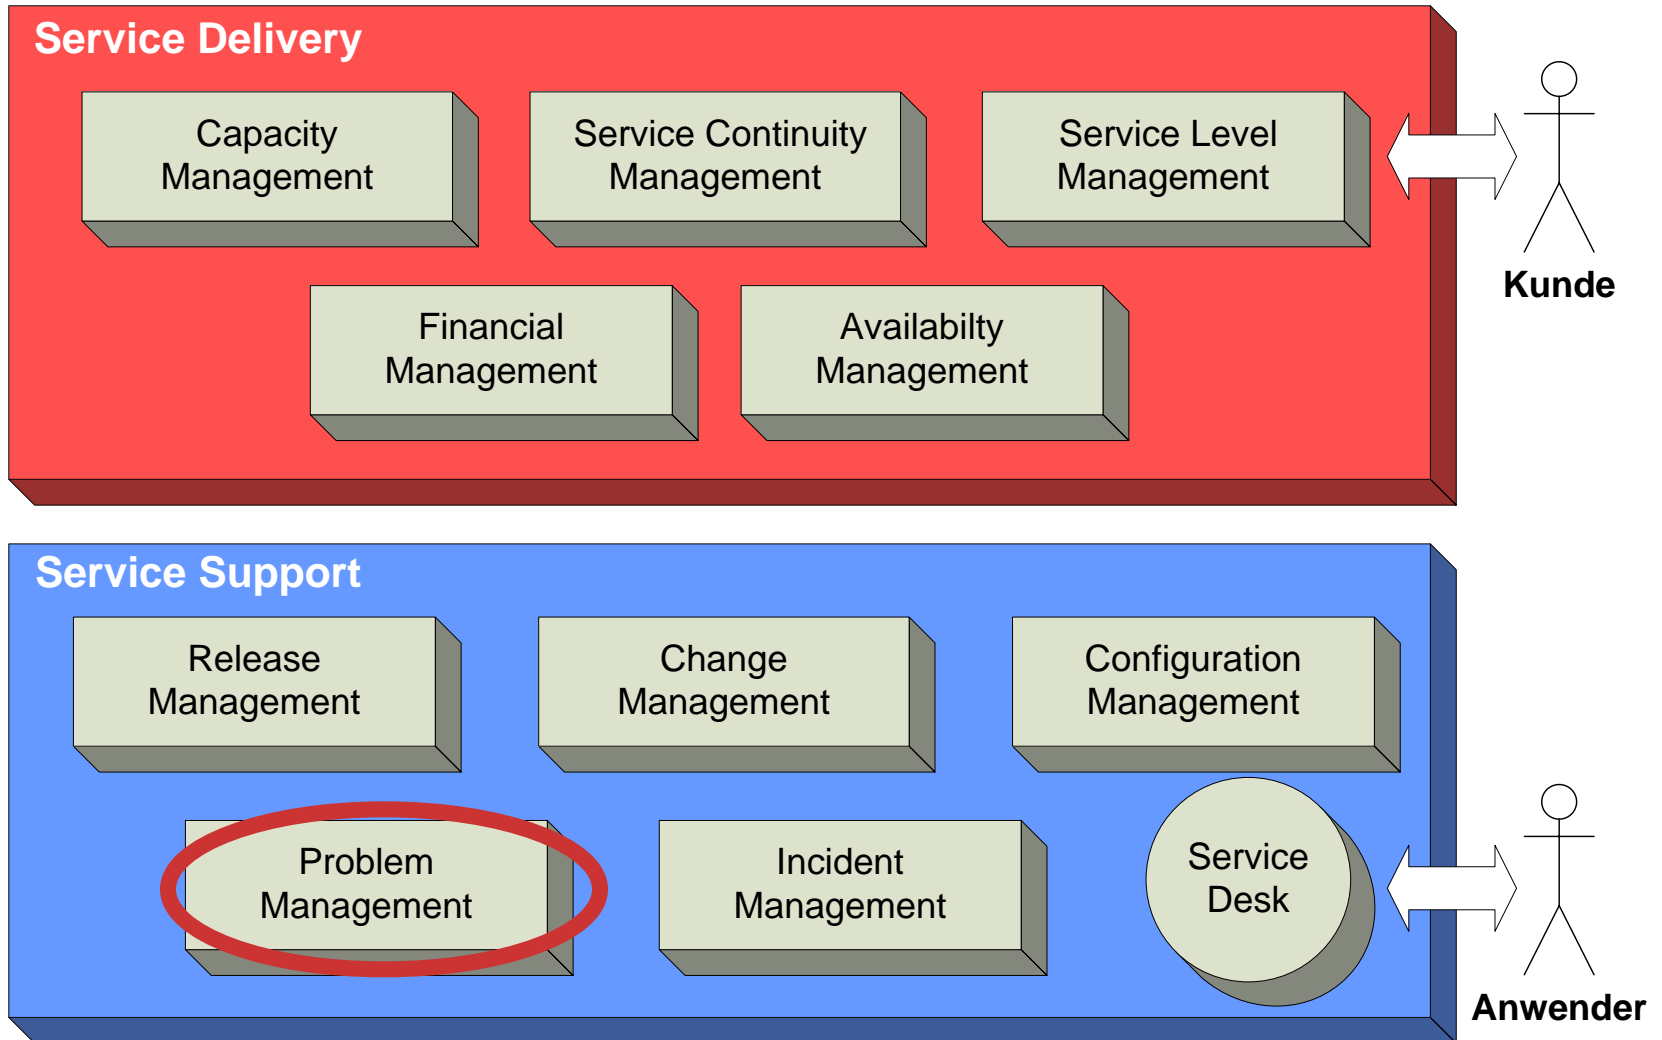 Service Delivery
Capacity
Management
Service Continuity
Management
Service Level
Management
Kunde
Financial
Management
Availabilty
Management
Service Support
Release
Management
Change
Management
Configuration
Management
Problem
Management
Incident
Management
Service
Desk
Anwender